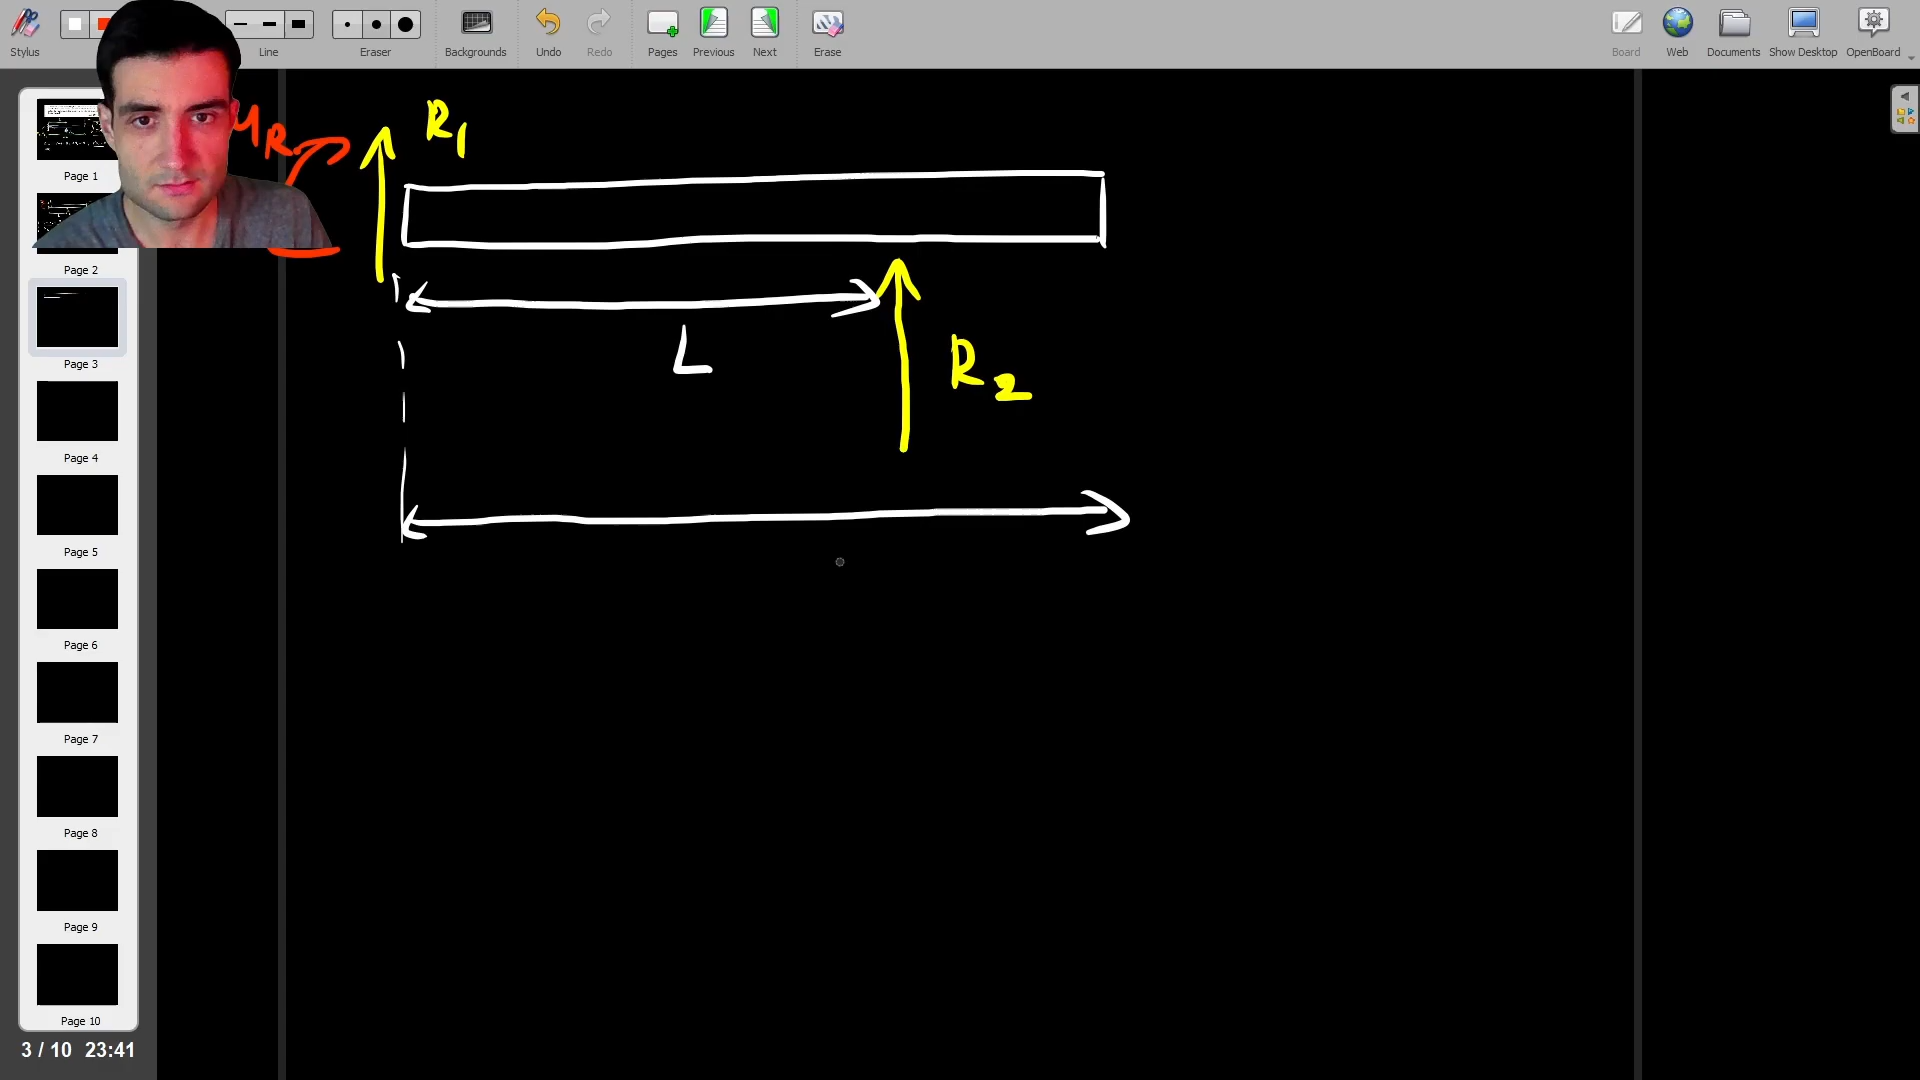 Stylus
Line
Eraser
Backgrounds
Undo
Redo
Pages
Previous
Next
Erase
Board
Web
Documents
Show Desktop
OpenBoard
R1
R
L
R2
Page 1
Page 2
Page 3
Page 4
Page 5
Page 6
Page 7
Page 8
Page 9
Page 10
3 / 10 23:41